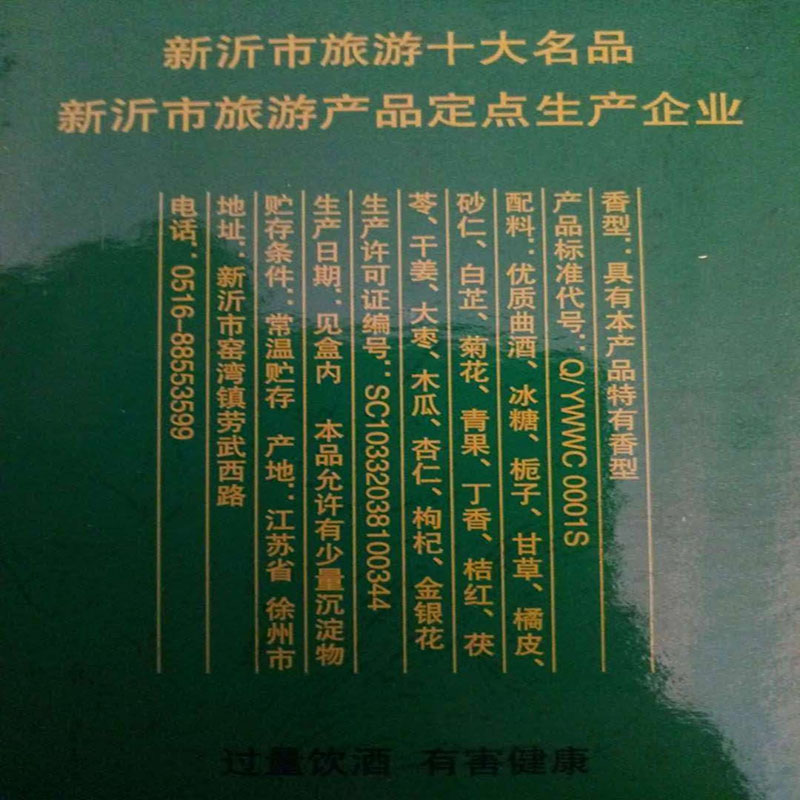 新沂市旅游十大名品
新沂市旅游产品定点生产企业
香型：具有本产品特有香型
产品标准代号：Q/YWWC 0001S
配料：优质曲酒、冰糖、栀子、甘草、橘皮、
砂仁、白芷、菊花、青果、丁香、桔红、茯
苓、干姜、大枣、木瓜、杏仁、枸杞、金银花
生产许可证编号：SC10332038100344
生产日期：见盒内 本品允许有少量沉淀物
贮存条件：常温贮存 产地：江苏省 徐州市
地址：新沂市窑湾镇劳武西路
电话：0516-88553599
过量饮酒 有害健康